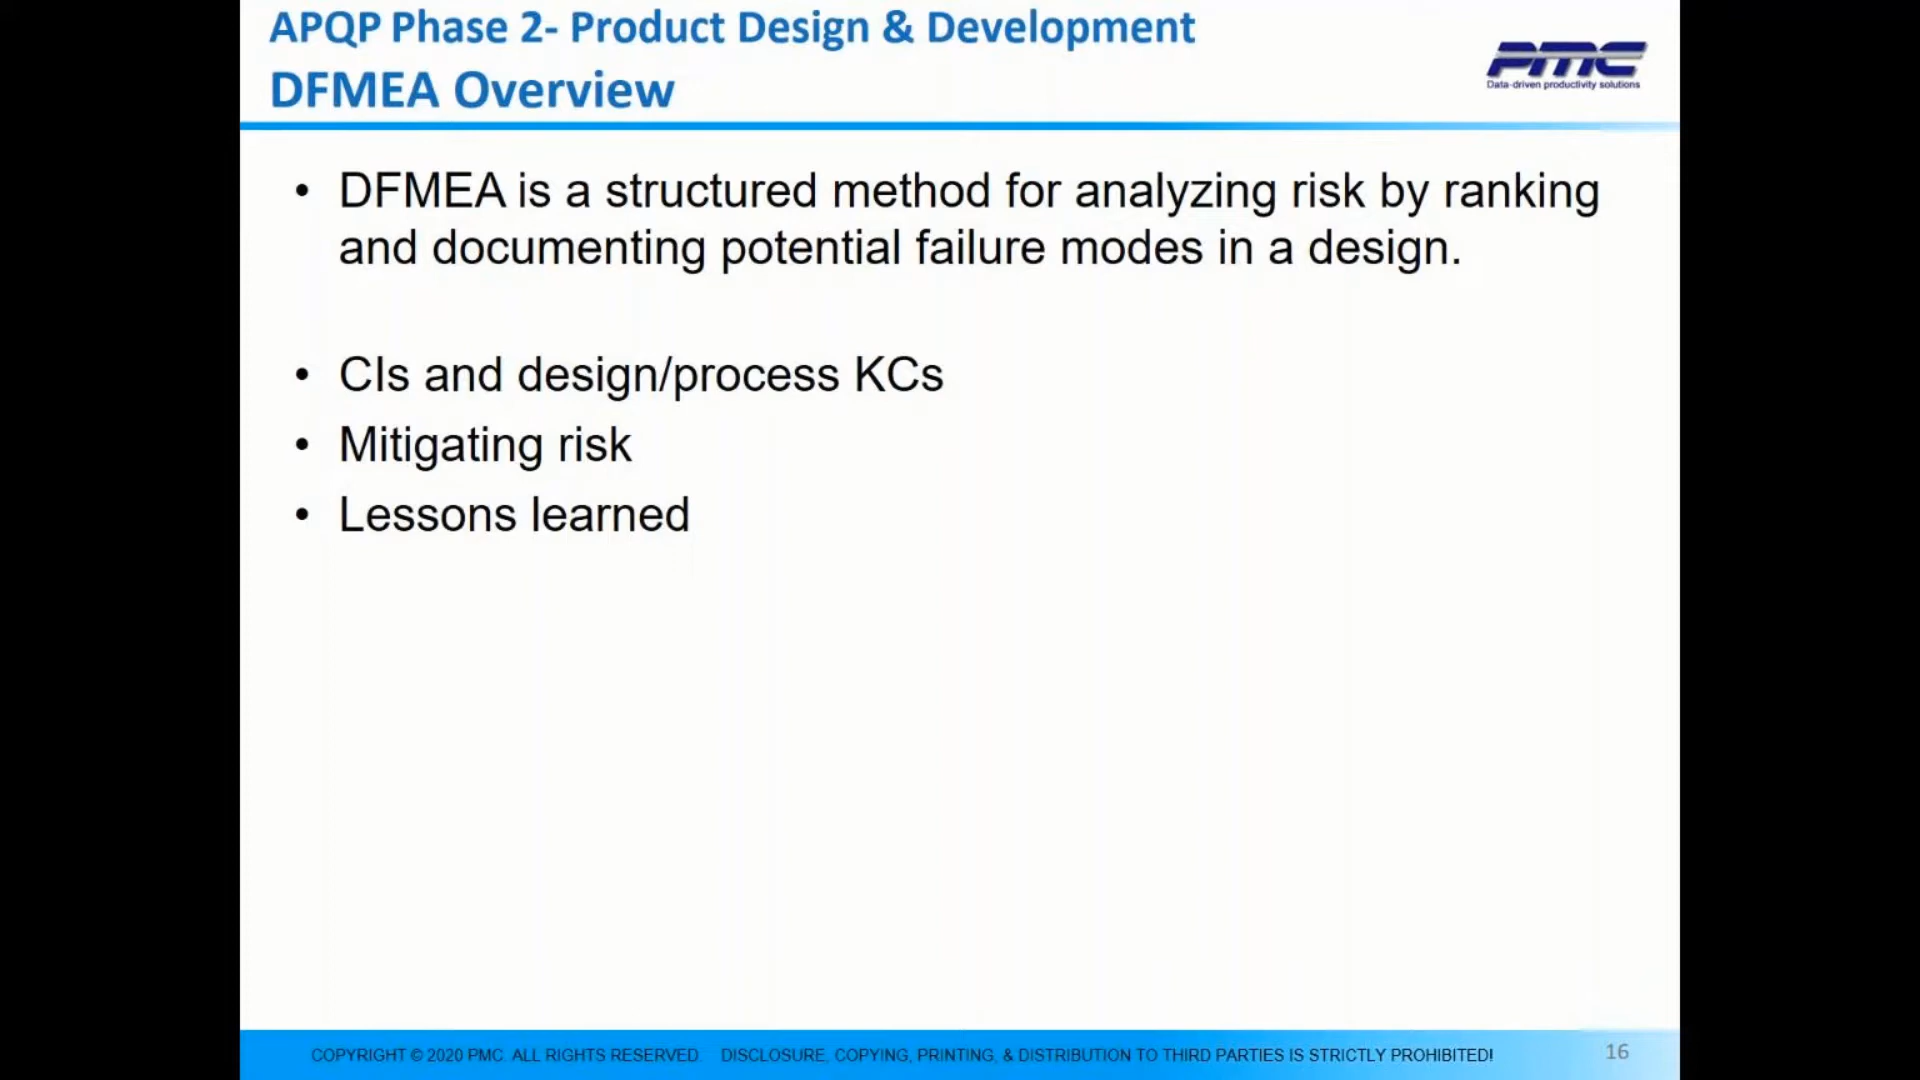 APQP Phase 2- Product Design & Development
DFMEA Overview
PMC
Data-driven productivity solutions
• DFMEA is a structured method for analyzing risk by ranking
and documenting potential failure modes in a design.
• CIs and design/process KCs
• Mitigating risk
• Lessons learned
COPYRIGHT © 2020 PMC. ALL RIGHTS RESERVED. DISCLOSURE, COPYING, PRINTING, & DISTRIBUTION TO THIRD PARTIES IS STRICTLY PROHIBITED!
16